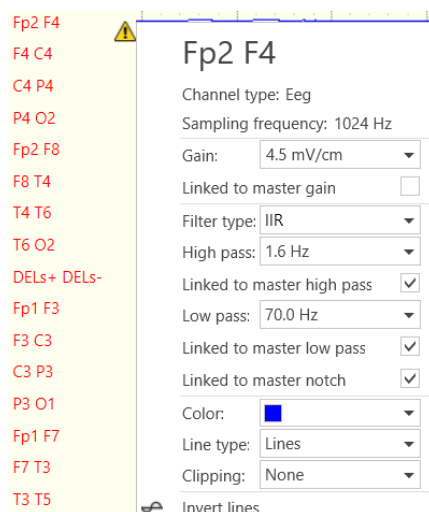 Fp2 F4
F4 C4
C4 P4
P4 O2
Fp2 F8
F8 T4
T4 T6
T6 O2
DELs+ DELs-
Fp1 F3
F3 C3
C3 P3
P3 O1
Fp1 F7
F7 T3
T3 T5
Fp2 F4
Channel type: Eeg
Sampling frequency: 1024 Hz
Gain: 4.5 mV/cm
Linked to master gain
Filter type: IIR
High pass: 1.6 Hz
Linked to master high pass
Low pass: 70.0 Hz
Linked to master low pass
Linked to master notch
Color:
Line type: Lines
Clipping: None
Invert lines